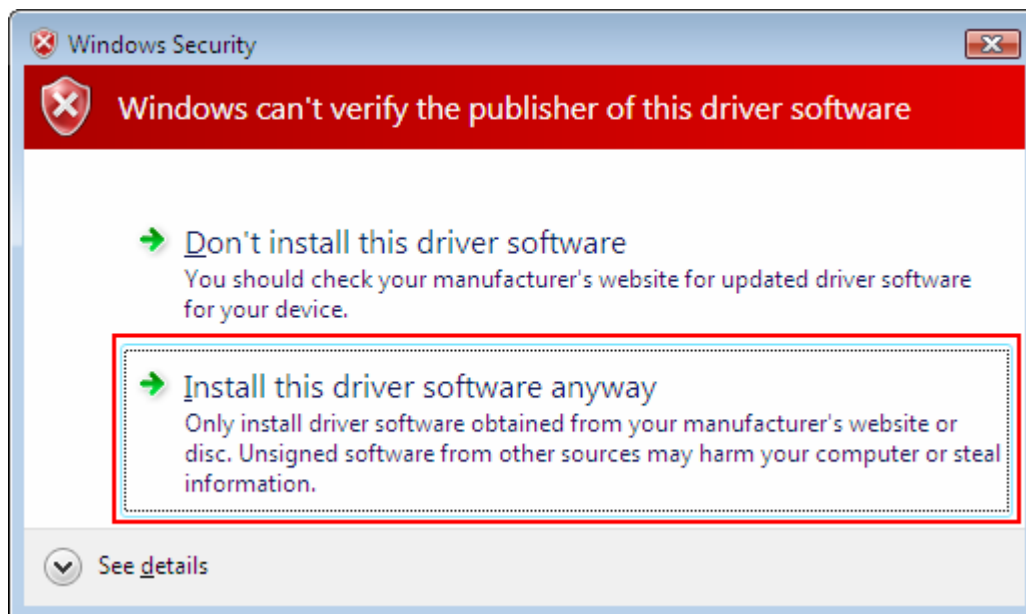 Windows Security
Windows can't verify the publisher of this driver software
Don't install this driver software
You should check your manufacturer's website for updated driver software
for your device.
Install this driver software anyway
Only install driver software obtained from your manufacturer's website or
disc. Unsigned software from other sources may harm your computer or steal
information.
See details